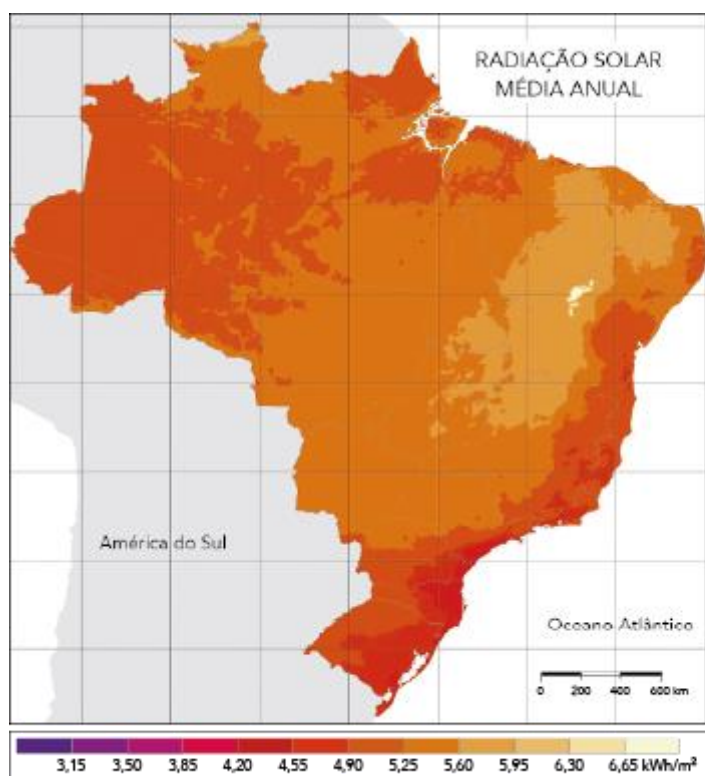 RADIAÇÃO SOLAR
MÉDIA ANUAL
América do Sul
Oceano Atlântico
0 200 400 600 km
3,15 3,50 3,85 4,20 4,55 4,90 5,25 5,60 5,95 6,30 6,65 kWh/m²